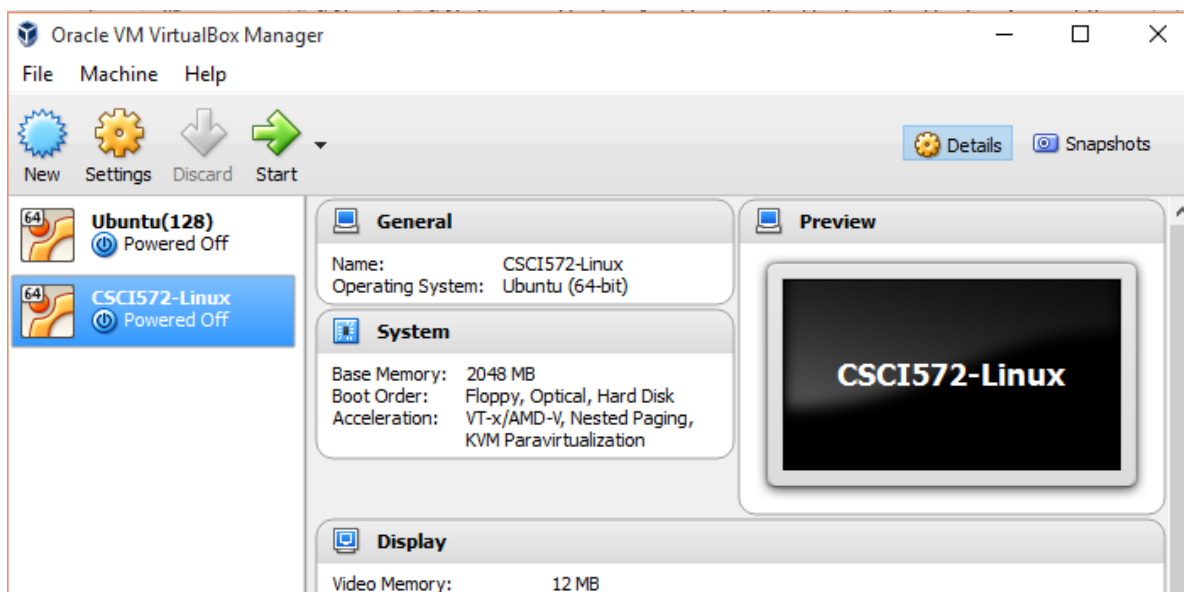 Oracle VM VirtualBox Manager
File Machine Help
New Settings Discard Start
Details Snapshots
64 Ubuntu(128)
Powered Off
64 CSCI572-Linux
Powered Off
General
Name: CSCI572-Linux
Operating System: Ubuntu (64-bit)
System
Base Memory: 2048 MB
Boot Order: Floppy, Optical, Hard Disk
Acceleration: VT-x/AMD-V, Nested Paging,
KVM Paravirtualization
Preview
CSCI572-Linux
Display
Video Memory: 12 MB